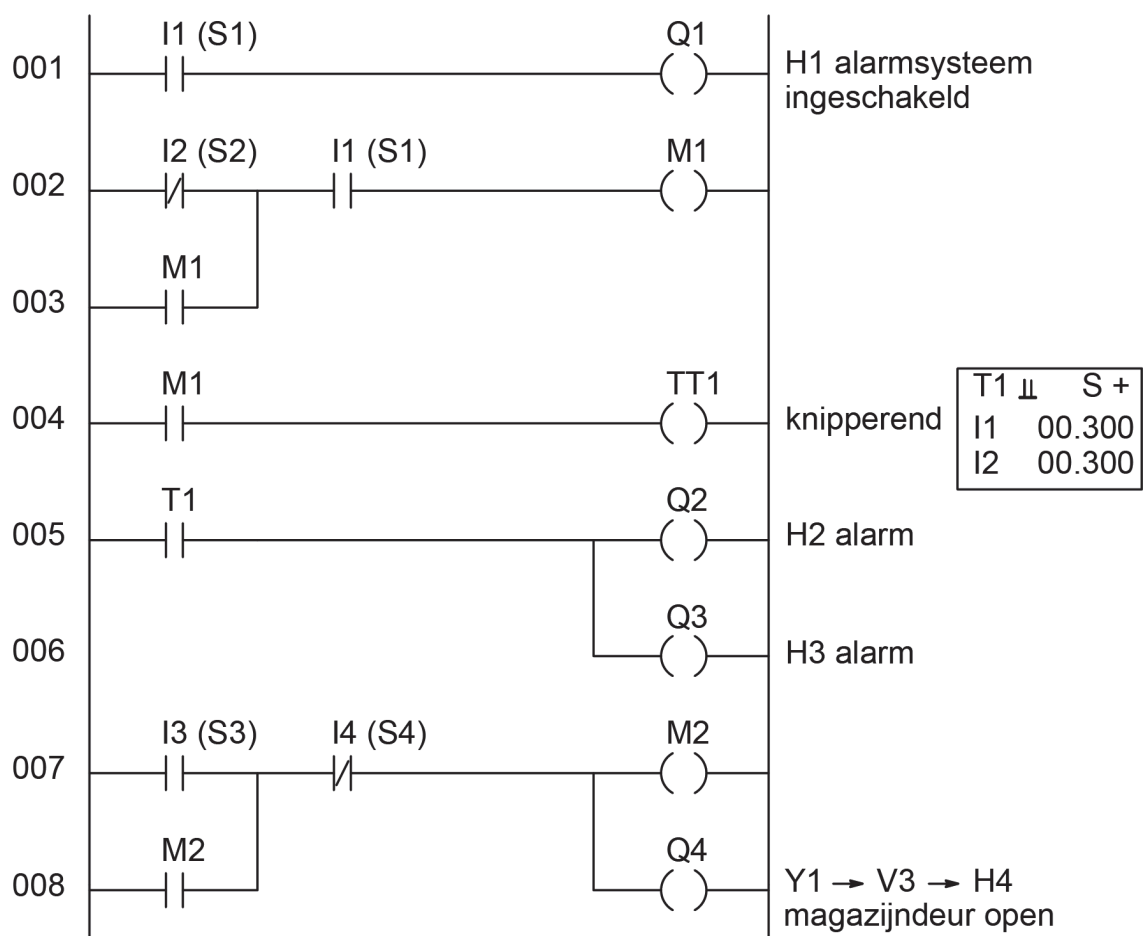 I1 (S1) Q1
001 H1 alarmsysteem
ingeschakeld
I2 (S2) I1 (S1) M1
002
M1
003
M1 TT1
004 knipperend
T1 S +
I1 00.300
I2 00.300
T1 Q2
005 H2 alarm
Q3
006 H3 alarm
I3 (S3) I4 (S4) M2
007
M2 Q4
008 Y1 → V3 → H4
magazijndeur open